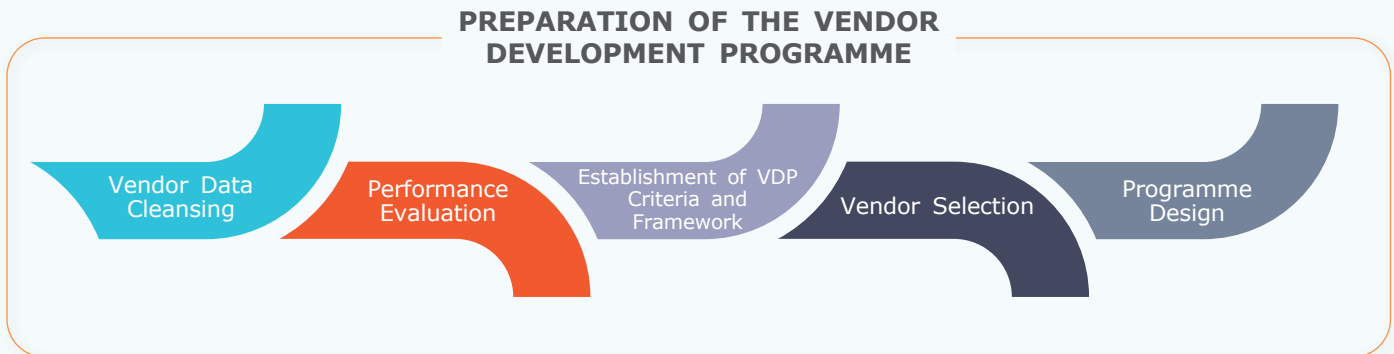 PREPARATION OF THE VENDOR
DEVELOPMENT PROGRAMME
Vendor Data
Cleansing
Performance
Evaluation
Establishment of VDP
Criteria and
Framework
Vendor Selection
Programme
Design